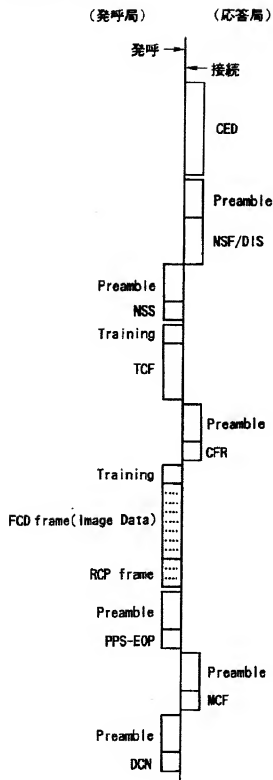 (発呼局) (応答局)
発呼
接続
CED
Preamble
NSF/DIS
Preamble
NSS
Training
TCF
Preamble
CFR
Training
FCD frame(Image Data)
RCP frame
Preamble
PPS-EOP
Preamble
MCF
Preamble
DCN